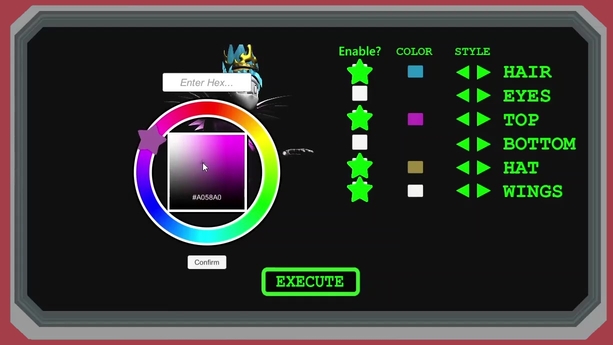 Enable? COLOR STYLE
HAIR
Enter Hex...
EYES
TOP
BOTTOM
HAT
WINGS
#A058A0
Confirm
EXECUTE